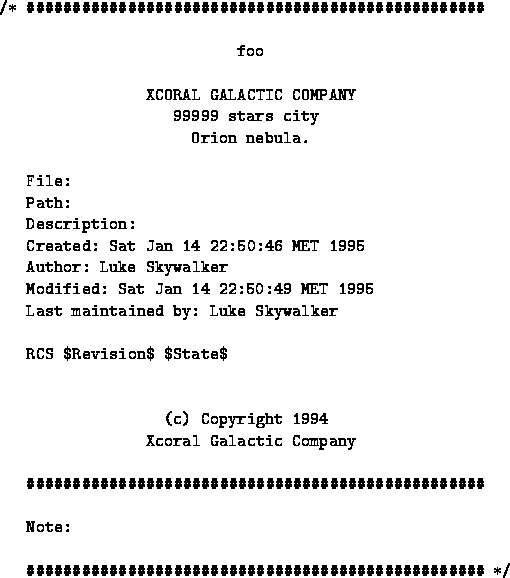 /* ##################################################
foo
XCORAL GALACTIC COMPANY
99999 stars city
Orion nebula.
File:
Path:
Description:
Created: Sat Jan 14 22:50:46 MET 1995
Author: Luke Skywalker
Modified: Sat Jan 14 22:50:49 MET 1995
Last maintained by: Luke Skywalker
RCS $Revision$ $State$
(c) Copyright 1994
Xcoral Galactic Company
##################################################
Note:
################################################## */